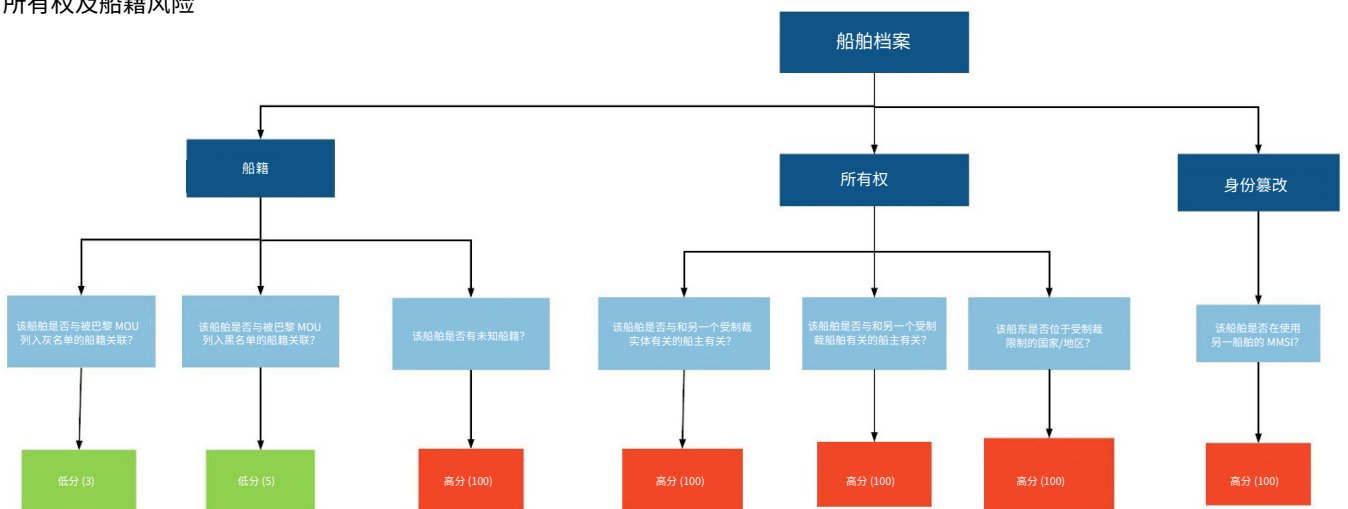 所有权及船籍风险
船舶档案
船籍
所有权
身份篡改
该船舶是否与被巴黎 MOU
列入灰名单的船籍关联?
该船舶是否与被巴黎 MOU
列入黑名单的船籍关联?
该船舶是否有未知船籍?
该船舶是否与和另一个受制裁
实体有关的船主有关?
该船舶是否与和另一个受制
裁船舶有关的船主有关?
该船东是否位于受制裁
限制的国家/地区?
该船舶是否在使用
另一船舶的 MMSI?
低分 (3)
低分 (5)
高分 (100)
高分 (100)
高分 (100)
高分 (100)
高分 (100)